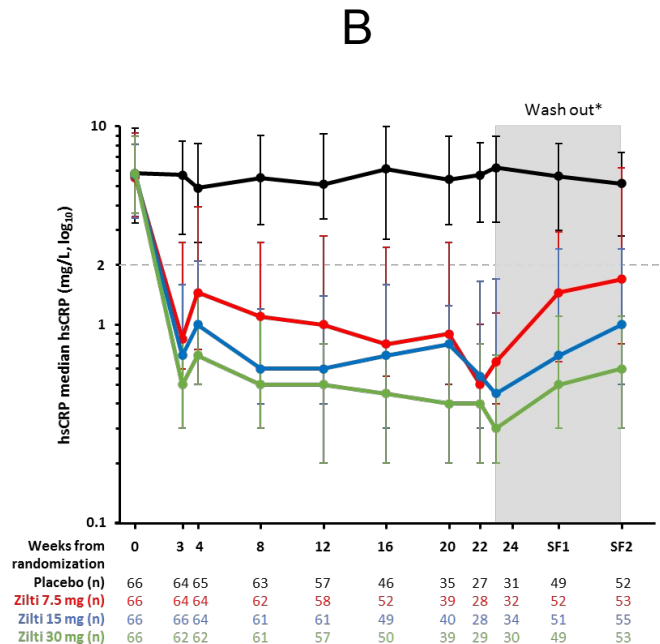 B
Wash out*
10
2
1
0.1
hsCRP median hsCRP (mg/L, log10)
Weeks from randomization 0 3 4 8 12 16 20 22 24 SF1 SF2
Placebo (n) 66 64 65 63 57 46 35 27 31 49 52
Zilti 7.5 mg (n) 66 64 64 62 58 52 39 28 32 52 53
Zilti 15 mg (n) 66 66 64 61 61 49 40 28 34 51 55
Zilti 30 mg (n) 66 62 62 61 57 50 39 29 30 49 53